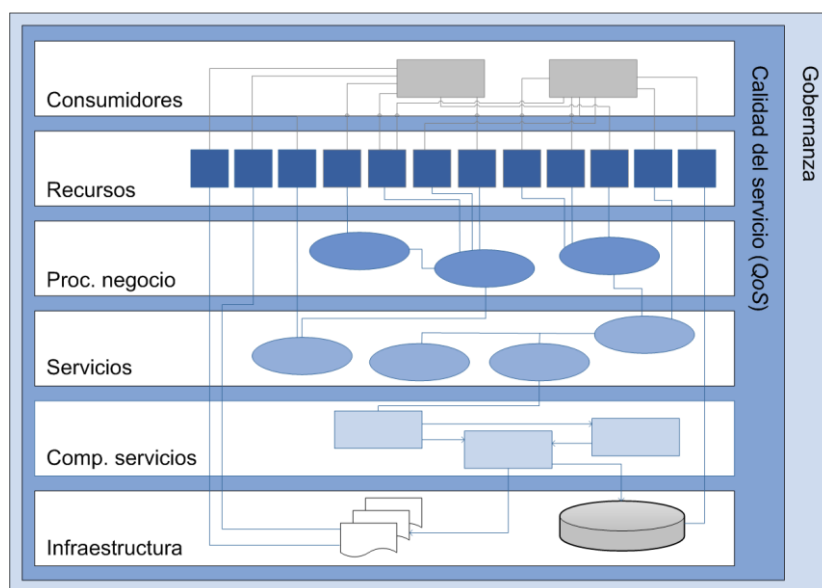 Consumidores
Recursos
Proc. negocio
Servicios
Comp. servicios
Infraestructura
Calidad del servicio (QoS)
Gobernanza